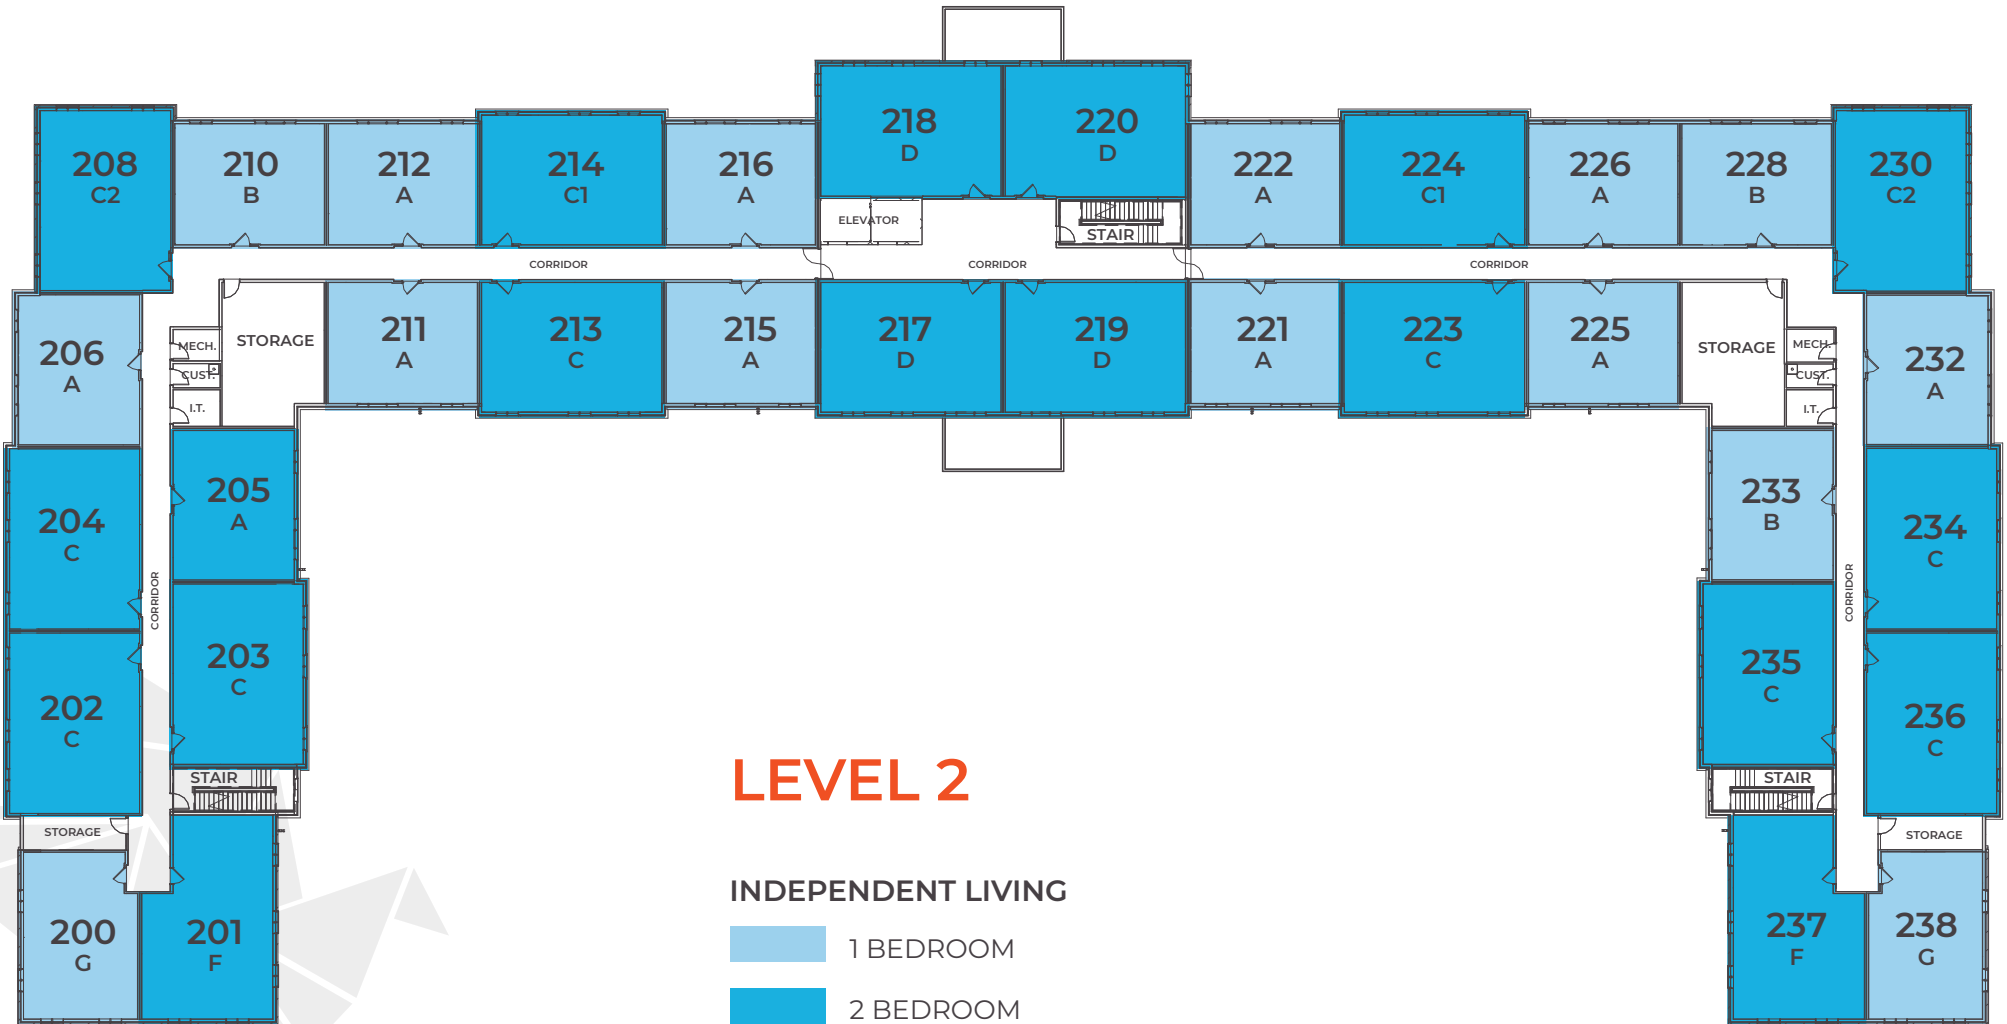 218
D
220
D
208
C2
210
B
212
A
214
C1
216
A
222
A
224
C1
226
A
228
B
230
C2
ELEVATOR
STAIR
CORRIDOR
CORRIDOR
CORRIDOR
206
A
MECH.
CUST.
I.T.
STORAGE
211
A
213
C
215
A
217
D
219
D
221
A
223
C
225
A
STORAGE
MECH.
CUST.
I.T.
232
A
204
C
205
A
233
B
234
C
CORRIDOR
CORRIDOR
202
C
203
C
235
C
236
C
STAIR
STAIR
STORAGE
STORAGE
200
G
201
F
237
F
238
G
LEVEL 2
INDEPENDENT LIVING
1 BEDROOM
2 BEDROOM